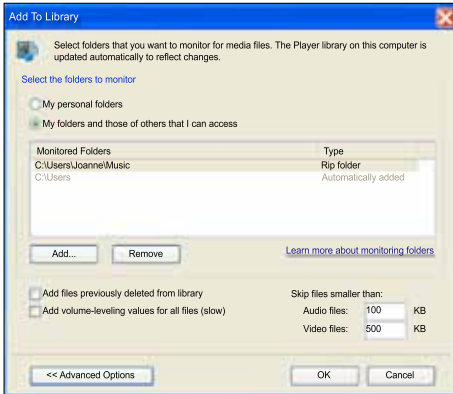 Add To Library
Select folders that you want to monitor for media files. The Player library on this computer is
updated automatically to reflect changes.
Select the folders to monitor
My personal folders
My folders and those of others that I can access
Monitored Folders Type
C:\Users\Joanne\Music Rip folder
C:\Users Automatically added
Add... Remove Learn more about monitoring folders
Add files previously deleted from library
Add volume-leveling values for all files (slow)
Skip files smaller than:
Audio files: 100 KB
Video files: 500 KB
<< Advanced Options OK Cancel